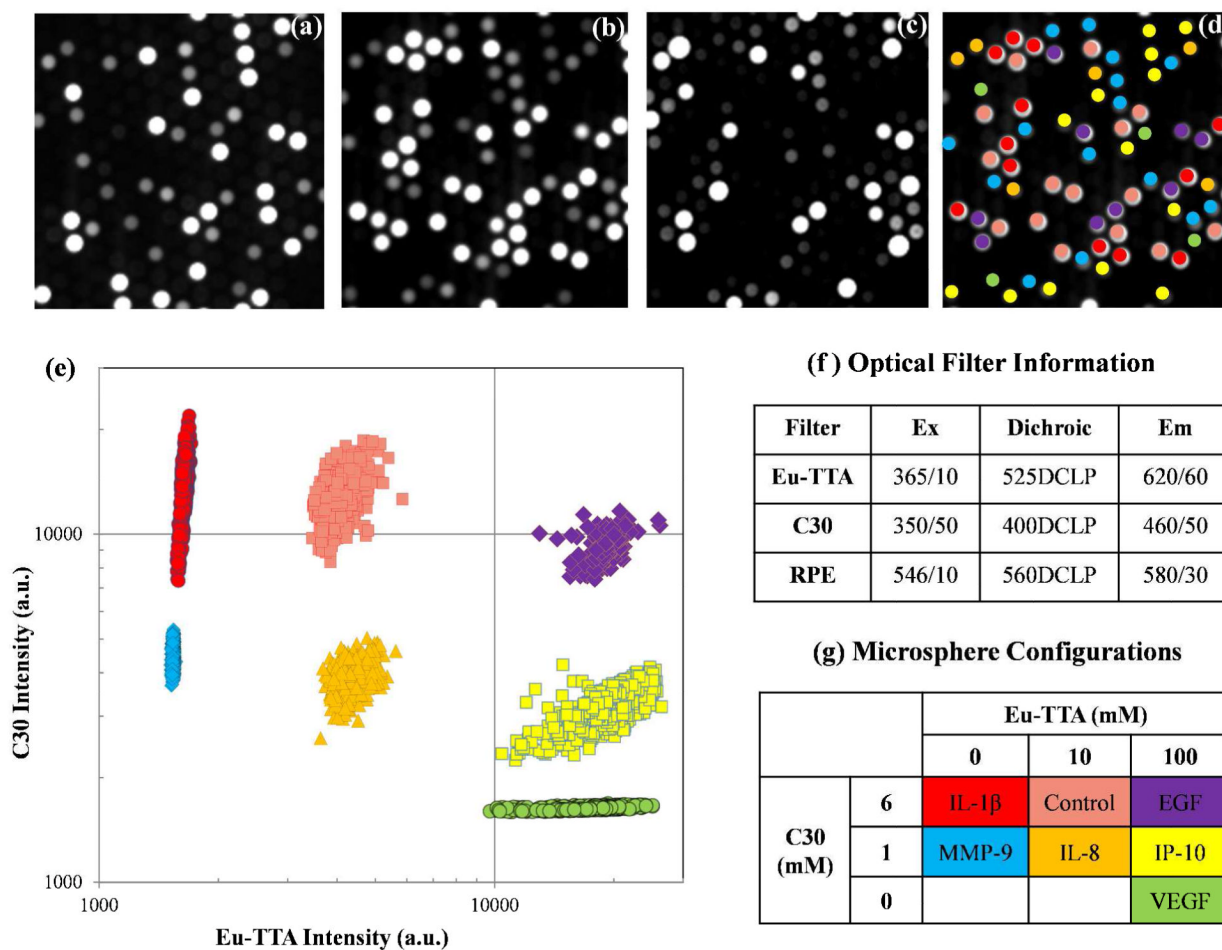 (a)
(b)
(c)
(d)
(e)
10000
1000
C30 Intensity (a.u.)
1000
10000
Eu-TTA Intensity (a.u.)
(f ) Optical Filter Information
Filter Ex Dichroic Em
Eu-TTA 365/10 525DCLP 620/60
C30 350/50 400DCLP 460/50
RPE 546/10 560DCLP 580/30
(g) Microsphere Configurations
Eu-TTA (mM)
0 10 100
C30 (mM)
6 IL-1β Control EGF
1 MMP-9 IL-8 IP-10
0 VEGF